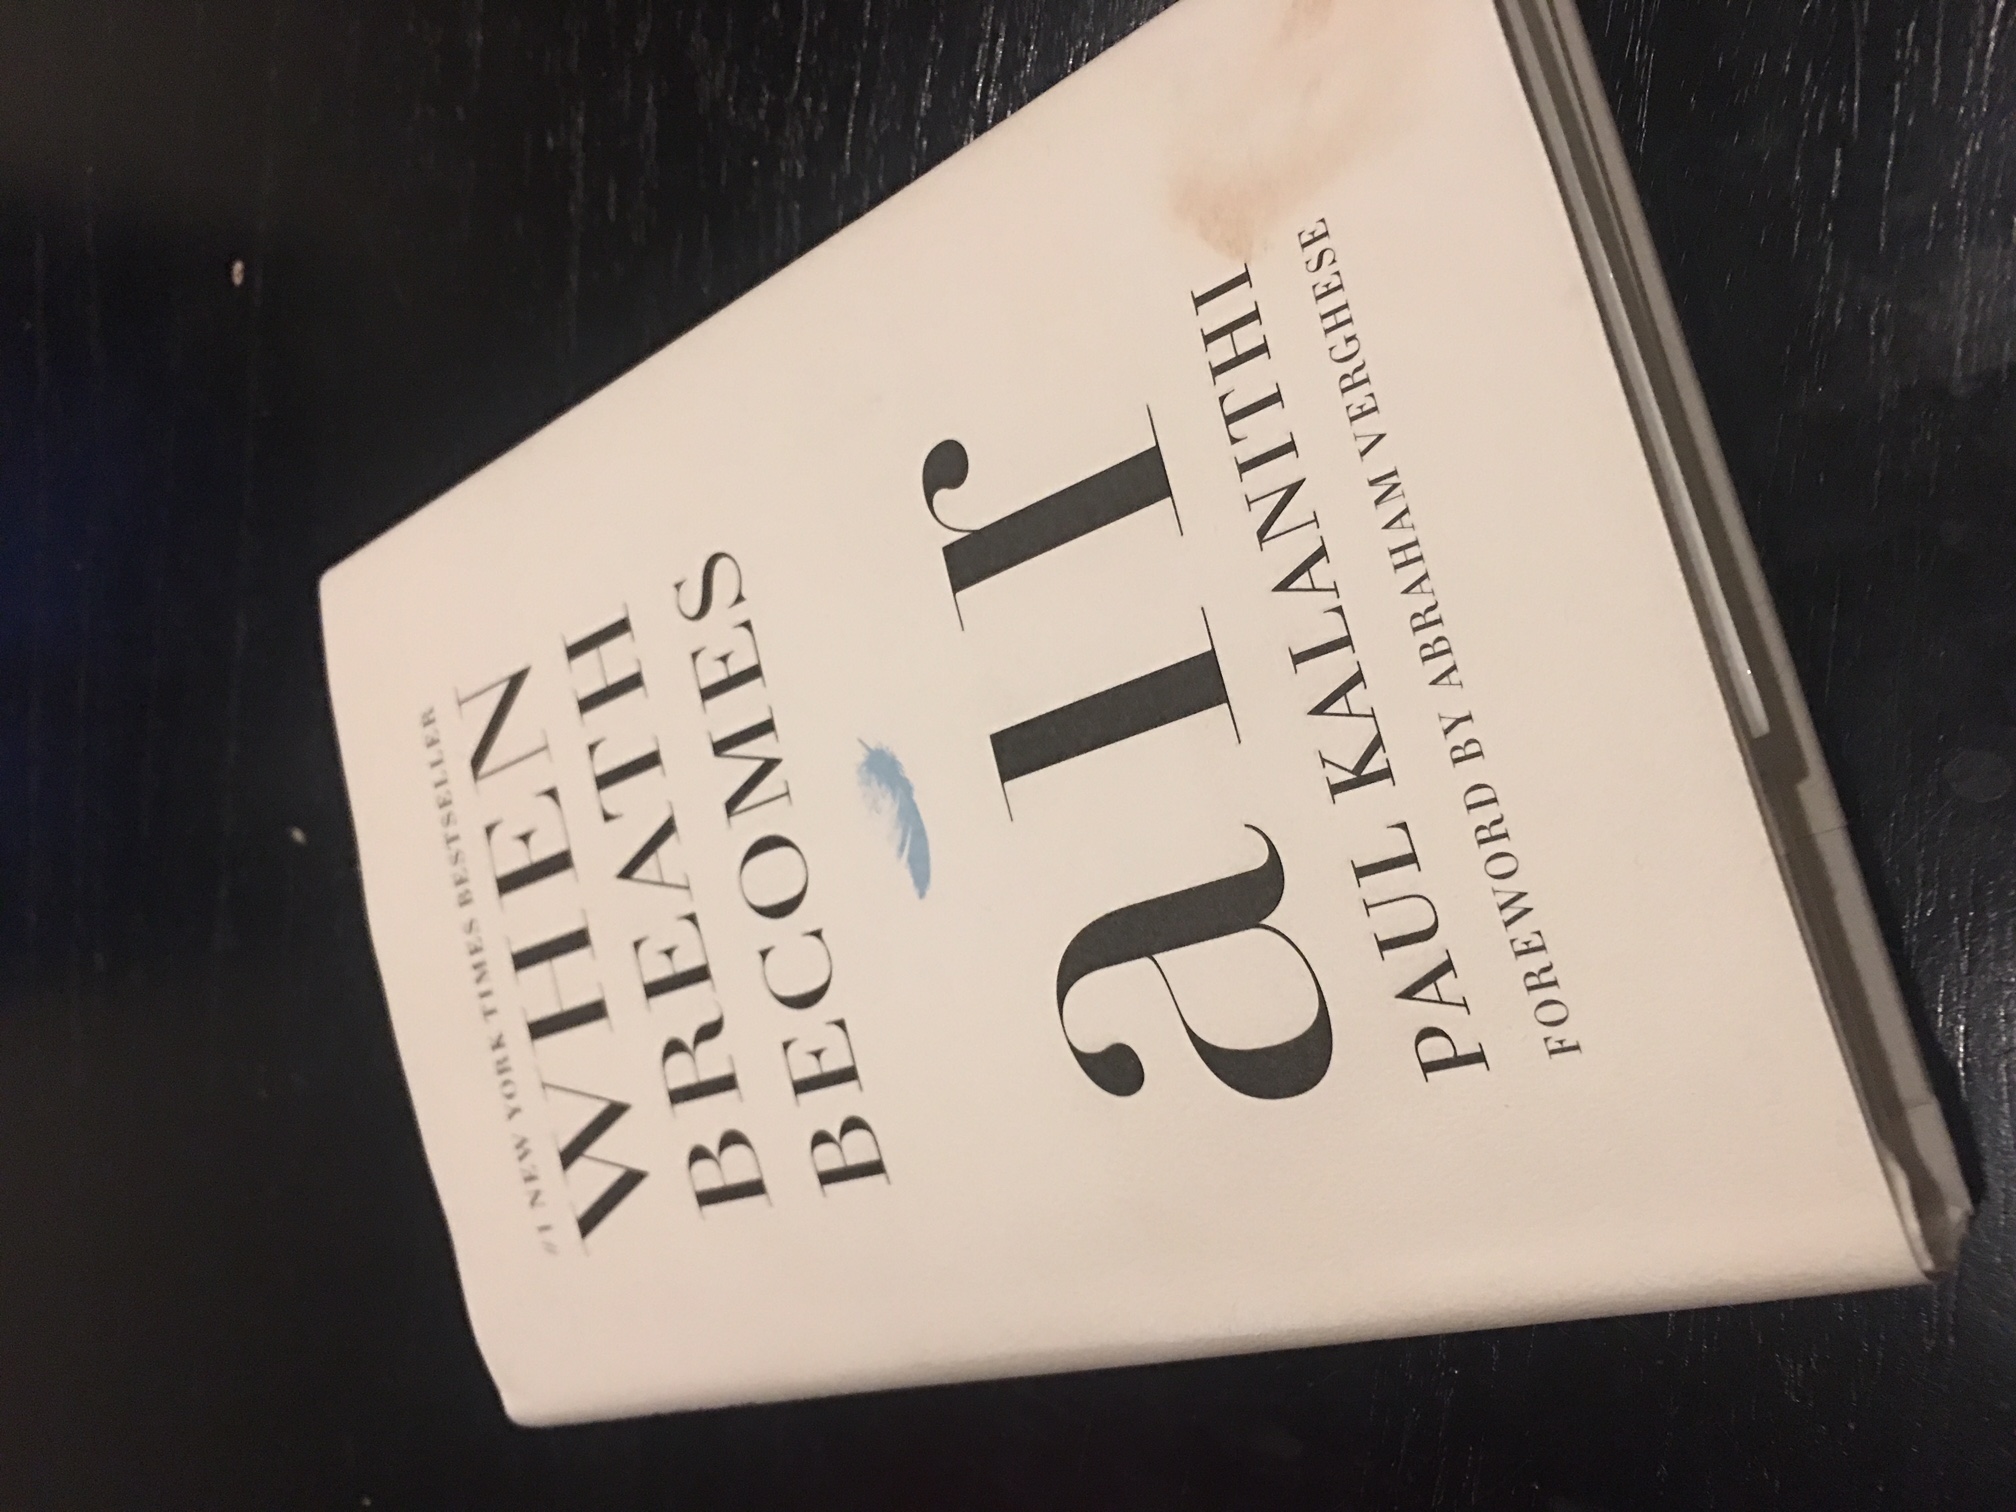 #1 NEW YORK TIMES BESTSELLER
WHEN
BREATH
BECOMES
air
PAUL KALANITHI
FOREWORD BY ABRAHAM VERGHESE